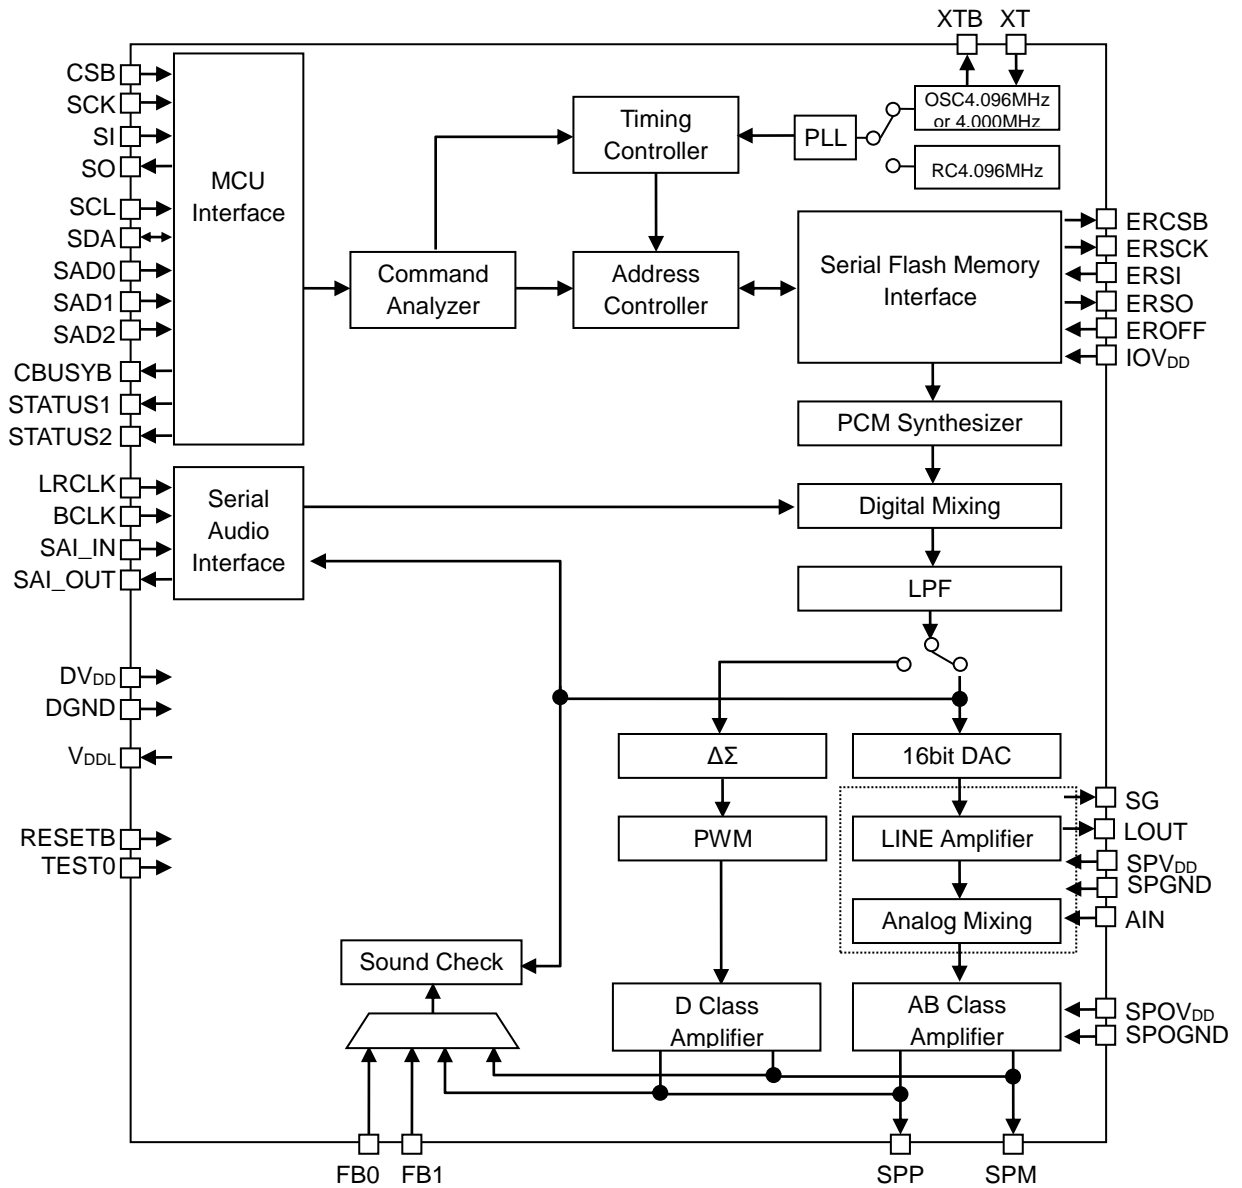 XTB XT
CSB
SCK
SI
SO
SCL
SDA
SAD0
SAD1
SAD2
CBUSYB
STATUS1
STATUS2
MCU
Interface
Timing
Controller
PLL
OSC4.096MHz
or 4.000MHz
RC4.096MHz
Command
Analyzer
Address
Controller
Serial Flash Memory
Interface
ERCSB
ERSCK
ERSI
ERSO
EROFF
IOVDD
PCM Synthesizer
LRCLK
BCLK
SAI_IN
SAI_OUT
Serial
Audio
Interface
Digital Mixing
LPF
DVDD
DGND
VDDL
RESETB
TEST0
ΔΣ
16bit DAC
PWM
LINE Amplifier
Analog Mixing
SG
LOUT
SPVDD
SPGND
AIN
Sound Check
D Class
Amplifier
AB Class
Amplifier
SPOVDD
SPOGND
FB0 FB1
SPP
SPM